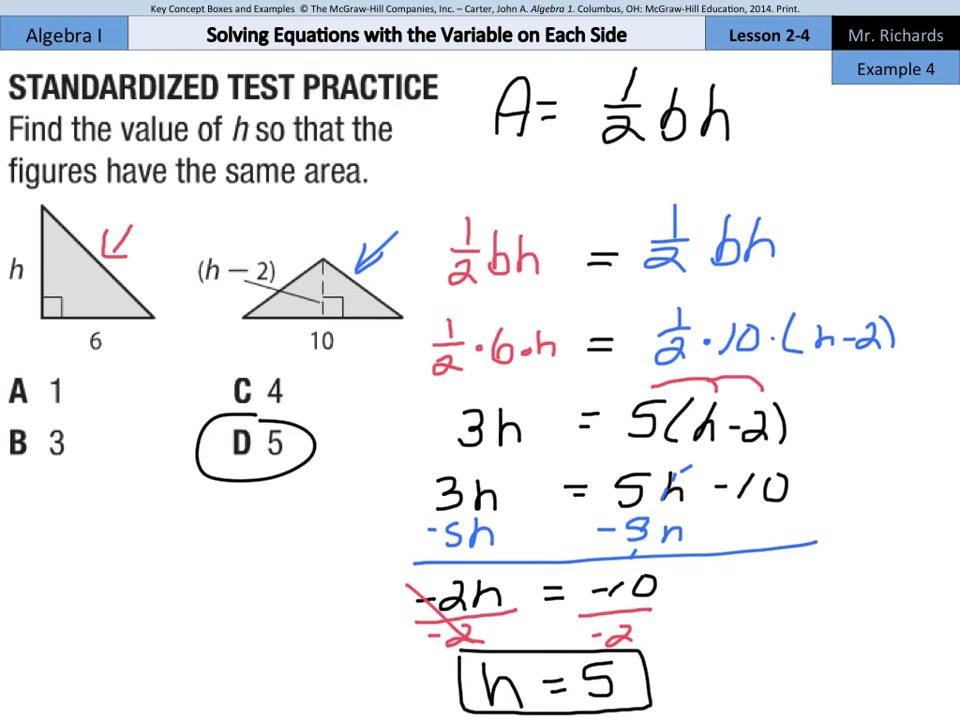 Key Concept Boxes and Examples © The McGraw-Hill Companies, Inc. – Carter, John A. Algebra 1. Columbus, OH: McGraw-Hill Education, 2014. Print.
Algebra I
Solving Equations with the Variable on Each Side
Lesson 2-4
Mr. Richards
Example 4
STANDARDIZED TEST PRACTICE
Find the value of h so that the
figures have the same area.
h
6
(h – 2)
10
A 1
C 4
B 3
D 5
A = 1/2 bh
1/2 bh = 1/2 bh
1/2 · 6 · h = 1/2 · 10 · (h - 2)
3h = 5(h - 2)
3h = 5h - 10
-5h -5h
-2h = -10
-2 -2
h = 5